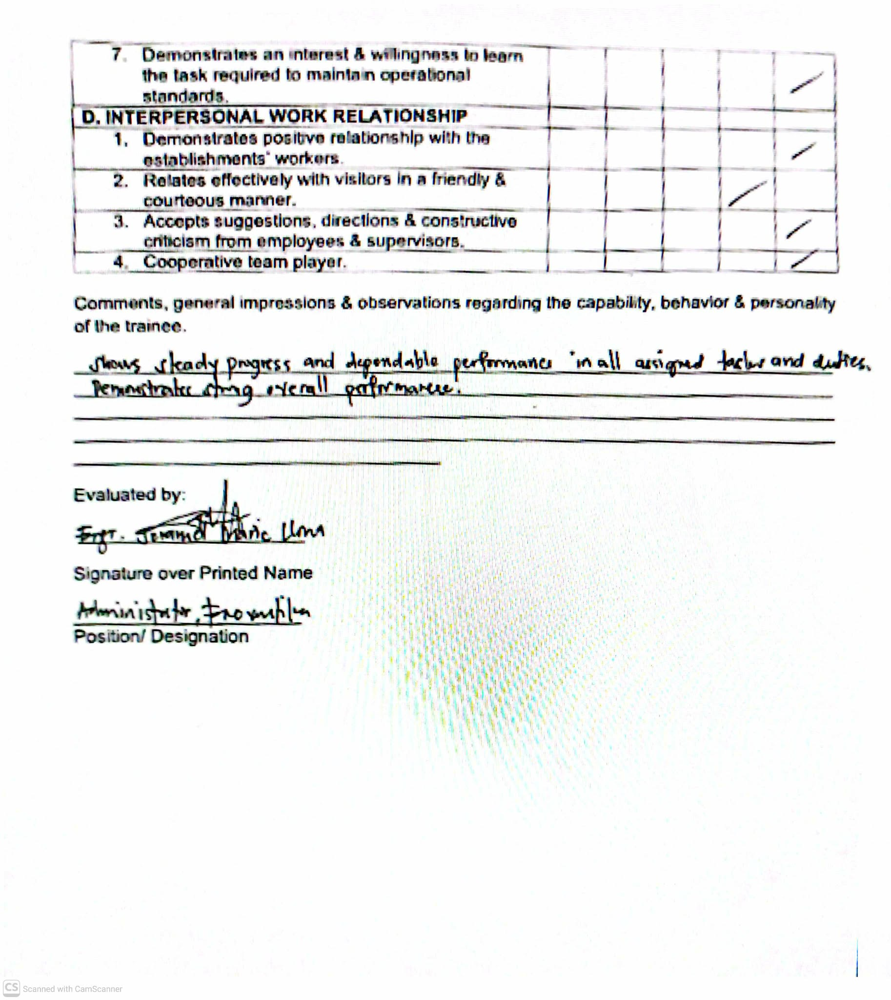 7. Demonstrates an interest & willingness to learn
the task required to maintain operational
standards.
D. INTERPERSONAL WORK RELATIONSHIP
1. Demonstrates positive relationship with the
establishments' workers.
2. Relates effectively with visitors in a friendly &
courteous manner.
3. Accepts suggestions, directions & constructive
criticism from employees & supervisors.
4. Cooperative team player.
Comments, general impressions & observations regarding the capability, behavior & personality
of the trainee.
Shows steady progress and dependable performance in all assigned tasks and duties.
Demonstrates strong overall performance.
Evaluated by:
Engr. Marie
Signature over Printed Name
Administrator,
Position/ Designation
CS Scanned with CamScanner